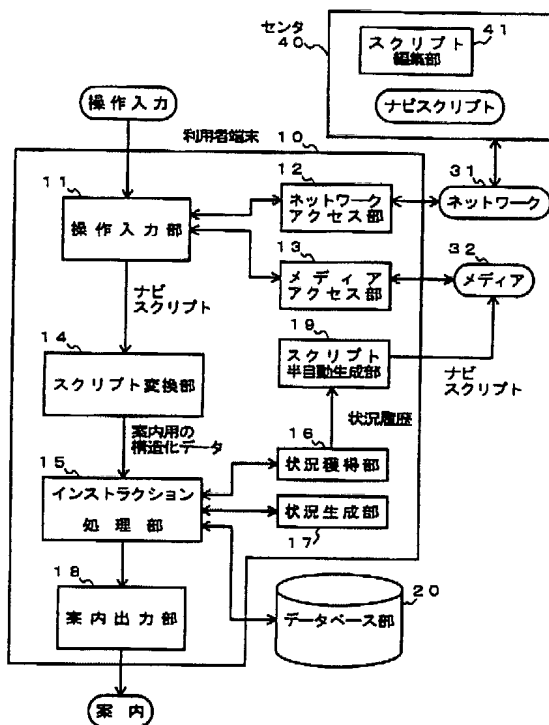 センタ
40
41
スクリプト
編集部
ナビスクリプト
操作入力
利用者端末
10
11
操作入力部
12
ネットワーク
アクセス部
31
ネットワーク
13
メディア
アクセス部
32
メディア
ナビ
スクリプト
14
スクリプト変換部
19
スクリプト
半自動生成部
ナビ
スクリプト
案内用の
構造化データ
状況履歴
15
インストラクション
処理部
16
状況獲得部
状況生成部
17
18
案内出力部
20
データベース部
案内